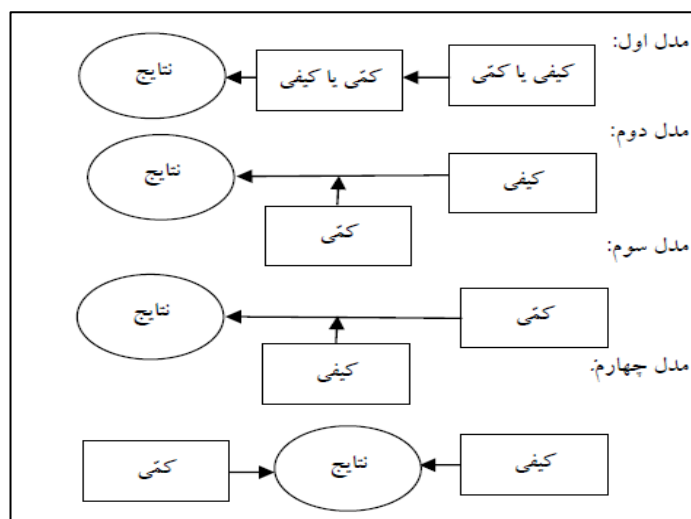 مدل اول:
کیفی یا کمّی
کمّی یا کیفی
نتایج
مدل دوم:
کیفی
کمّی
نتایج
مدل سوم:
کمّی
کیفی
نتایج
مدل چهارم:
کیفی
نتایج
کمّی